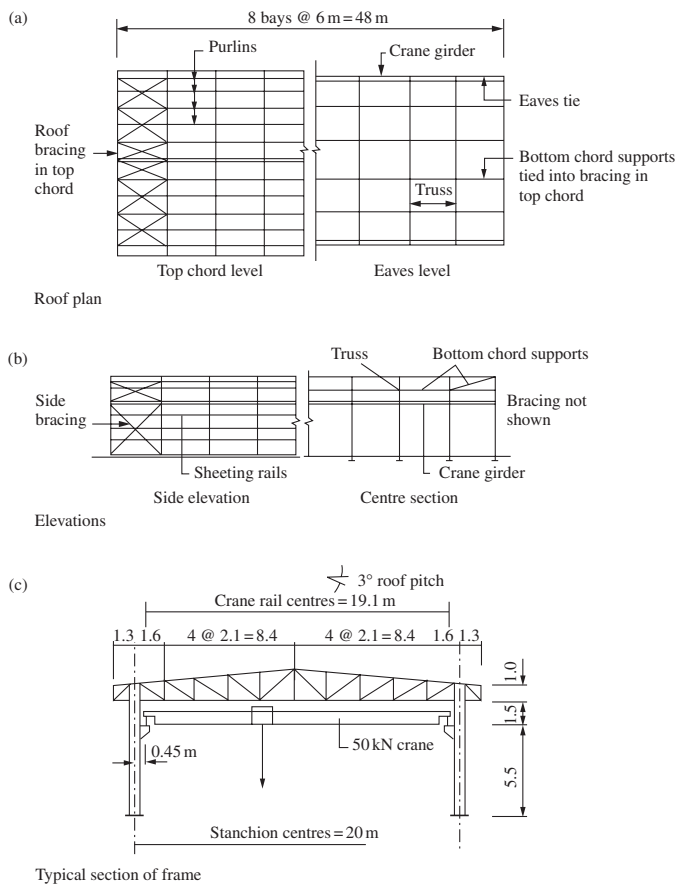 (a)
8 bays @ 6 m = 48 m
Purlins
Crane girder
Eaves tie
Roof
bracing
in top
chord
Bottom chord supports
tied into bracing in
top chord
Truss
Top chord level
Eaves level
Roof plan
(b)
Truss
Bottom chord supports
Side
bracing
Bracing not
shown
Sheeting rails
Crane girder
Side elevation
Centre section
Elevations
(c)
3° roof pitch
Crane rail centres = 19.1 m
1.3 1.6 4 @ 2.1 = 8.4 4 @ 2.1 = 8.4 1.6 1.3
1.0
1.5
50 kN crane
0.45 m
5.5
Stanchion centres = 20 m
Typical section of frame